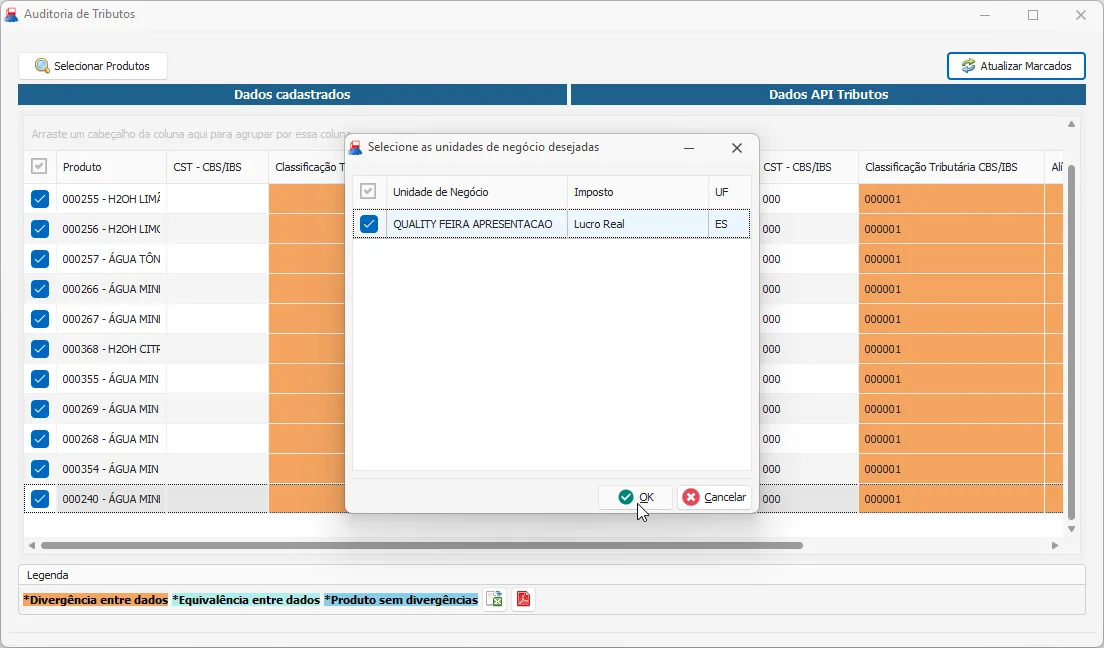 Auditoria de Tributos
Selecionar Produtos
Atualizar Marcados
Dados cadastrados
Dados API Tributos
Arraste um cabeçalho da coluna aqui para agrupar por essa coluna
Produto CST - CBS/IBS Classificação T CST - CBS/IBS Classificação Tributária CBS/IBS Alí
000255 - H2OH LIMÃ 000 000001
000256 - H2OH LIMO 000 000001
000257 - ÁGUA TÔN 000 000001
000266 - ÁGUA MINI 000 000001
000267 - ÁGUA MINI 000 000001
000368 - H2OH CITR 000 000001
000355 - ÁGUA MIN 000 000001
000269 - ÁGUA MIN 000 000001
000268 - ÁGUA MIN 000 000001
000354 - ÁGUA MIN 000 000001
000240 - ÁGUA MINI 000 000001
Selecione as unidades de negócio desejadas
Unidade de Negócio Imposto UF
QUALITY FEIRA APRESENTACAO Lucro Real ES
OK
Cancelar
Legenda
*Divergência entre dados *Equivalência entre dados *Produto sem divergências